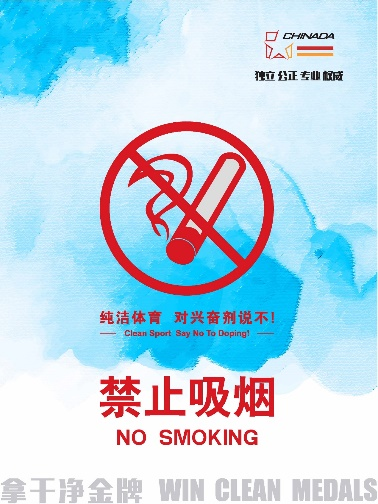 CHINADA
独立 公正 专业 权威
纯洁体育 对兴奋剂说不!
Clean Sport Say No To Doping!
禁止吸烟
NO SMOKING
拿干净金牌 WIN CLEAN MEDALS